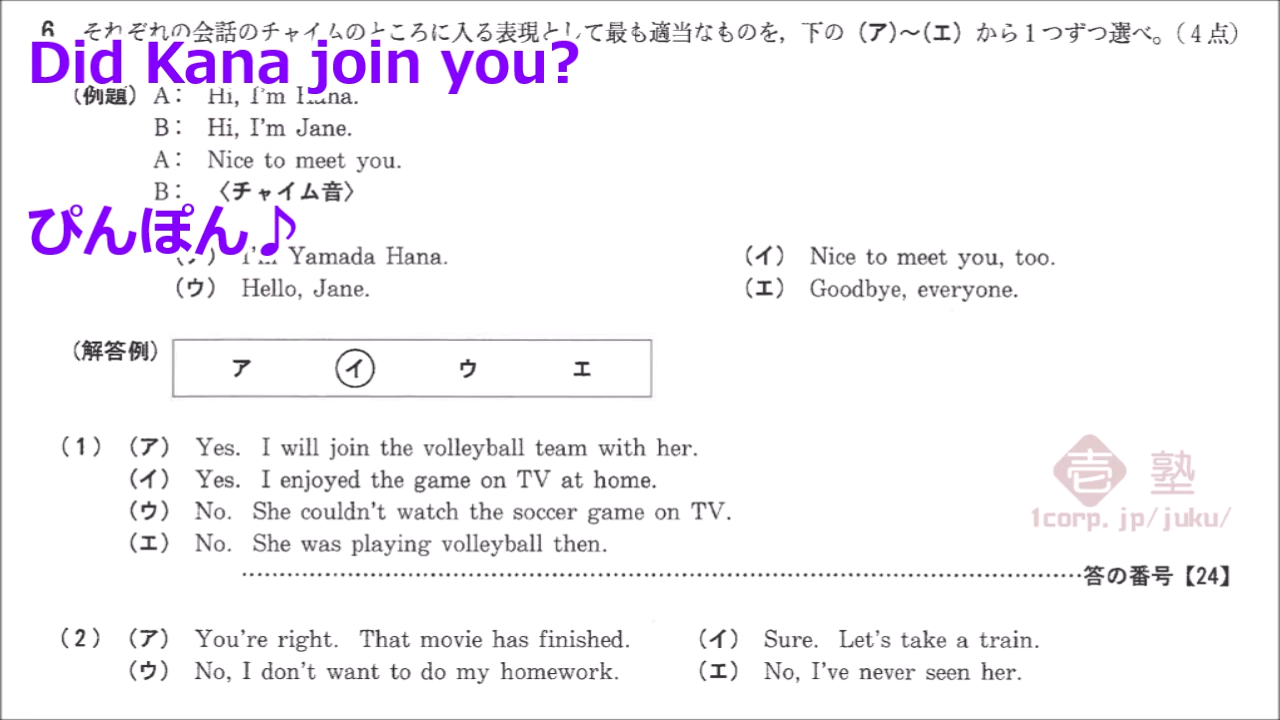 6 それぞれの会話のチャイムのところに入る表現として最も適当なものを，下の（ア）～（エ）から１つずつ選べ。（４点）
Did Kana join you?
（例題） A： Hi, I'm Hana.
B： Hi, I'm Jane.
A： Nice to meet you.
B： 〈チャイム音〉
ぴんぽん♪
（ア） I'm Yamada Hana. （イ） Nice to meet you, too.
（ウ） Hello, Jane. （エ） Goodbye, everyone.
（解答例） ア イ ウ エ
（１）（ア） Yes. I will join the volleyball team with her.
（イ） Yes. I enjoyed the game on TV at home.
（ウ） No. She couldn't watch the soccer game on TV.
（エ） No. She was playing volleyball then.
答の番号【24】
（２）（ア） You're right. That movie has finished. （イ） Sure. Let's take a train.
（ウ） No, I don't want to do my homework. （エ） No, I've never seen her.
壱 塾
1corp.jp/juku/